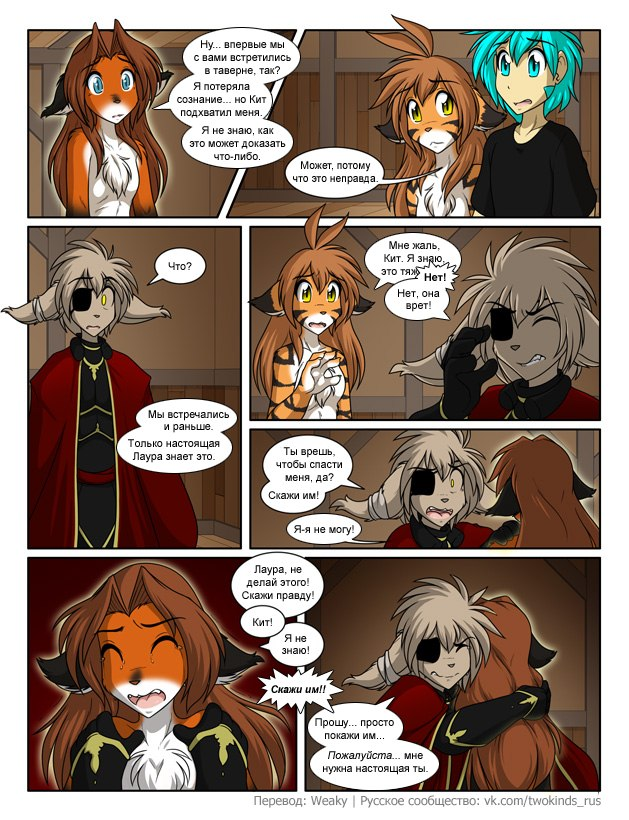 Ну... впервые мы
с вами встретились
в таверне, так?
Я потеряла
сознание... но Кит
подхватил меня.
Я не знаю, как
это может доказать
что-либо.
Может, потому
что это неправда.
Что?
Мы встречались
и раньше.
Только настоящая
Лаура знает это.
Мне жаль,
Кит. Я знаю,
это тяж
Нет!
Нет, она
врет!
Ты врешь,
чтобы спасти
меня, да?
Скажи им!
Я-я не могу!
Лаура, не
делай этого!
Скажи правду!
Кит!
Я не
знаю!
Скажи им!!
Прошу... просто
покажи им...
Пожалуйста... мне
нужна настоящая ты.
Перевод: Weaky | Русское сообщество: vk.com/twokinds_rus